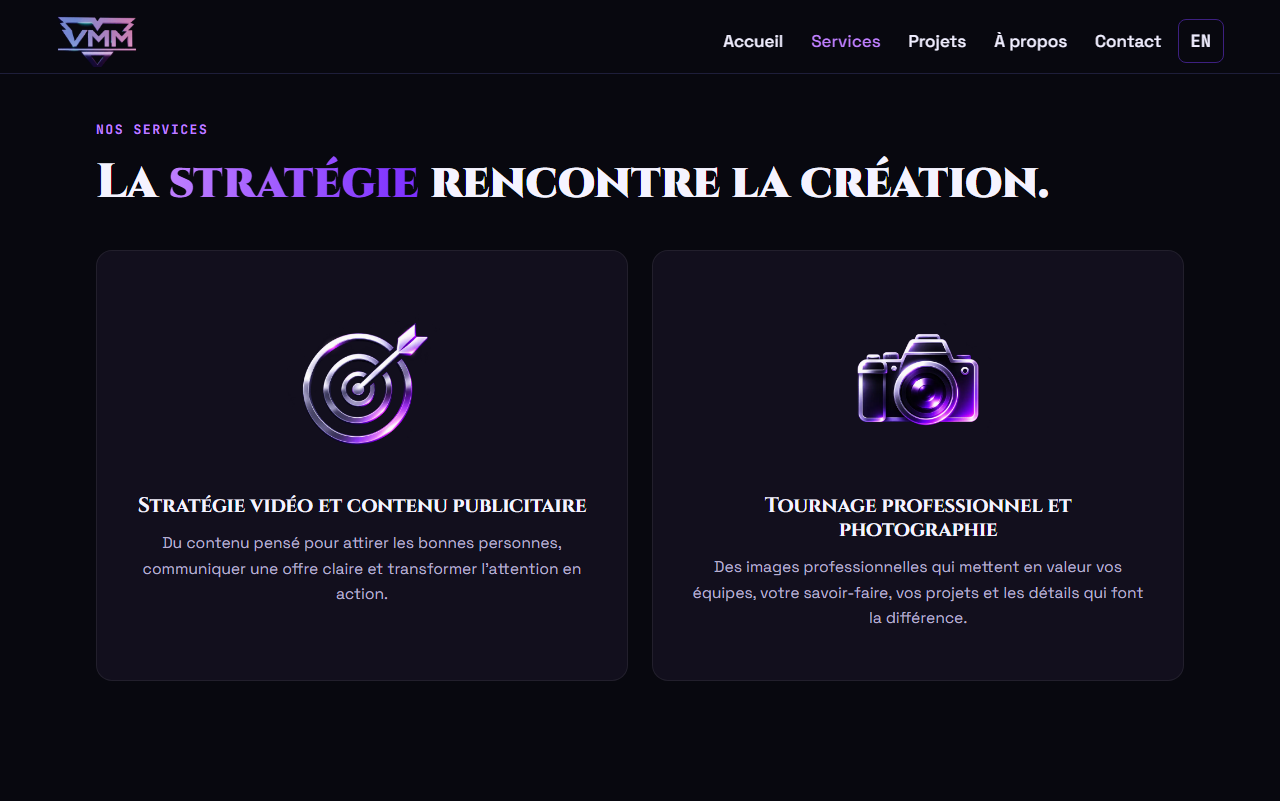 VMM
Accueil Services Projets À propos Contact EN
NOS SERVICES
La stratégie rencontre la création.
Stratégie vidéo et contenu publicitaire
Du contenu pensé pour attirer les bonnes personnes,
communiquer une offre claire et transformer l'attention en
action.
Tournage professionnel et
photographie
Des images professionnelles qui mettent en valeur vos
équipes, votre savoir-faire, vos projets et les détails qui font
la différence.